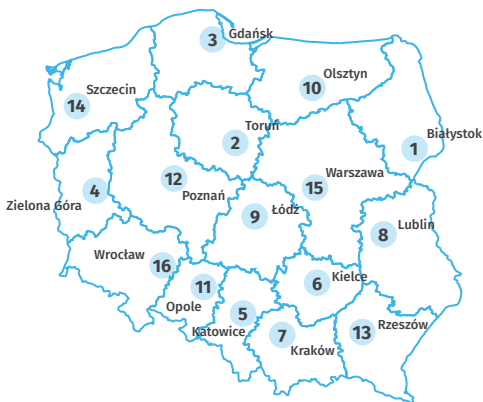 Gdańsk
3
Olsztyn
10
Szczecin
14
Toruń
2
Białystok
1
Warszawa
15
12
Poznań
4
Zielona Góra
Łódź
9
Lublin
8
Wrocław
16
Kielce
6
11
Opole
5
Katowice
Rzeszów
13
7
Kraków